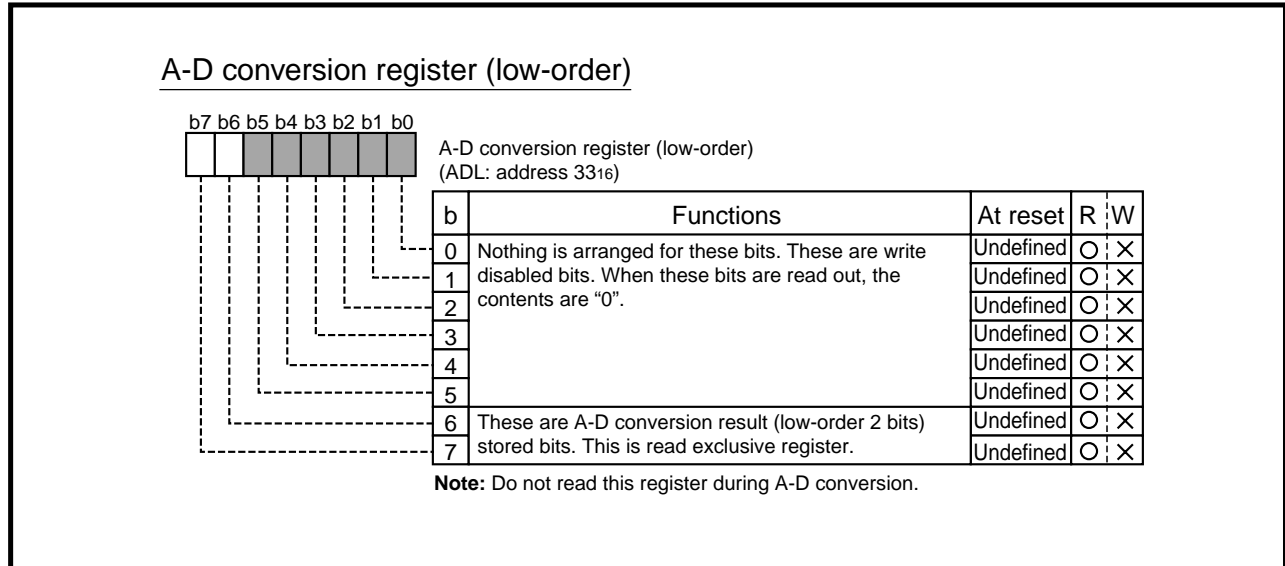 A-D conversion register (low-order)
b7 b6 b5 b4 b3 b2 b1 b0
A-D conversion register (low-order)
(ADL: address 33₁₆)
b Functions At reset R W
0 Nothing is arranged for these bits. These are write Undefined O ×
1 disabled bits. When these bits are read out, the Undefined O ×
2 contents are “0”. Undefined O ×
3 Undefined O ×
4 Undefined O ×
5 Undefined O ×
6 These are A-D conversion result (low-order 2 bits) Undefined O ×
7 stored bits. This is read exclusive register. Undefined O ×
Note: Do not read this register during A-D conversion.